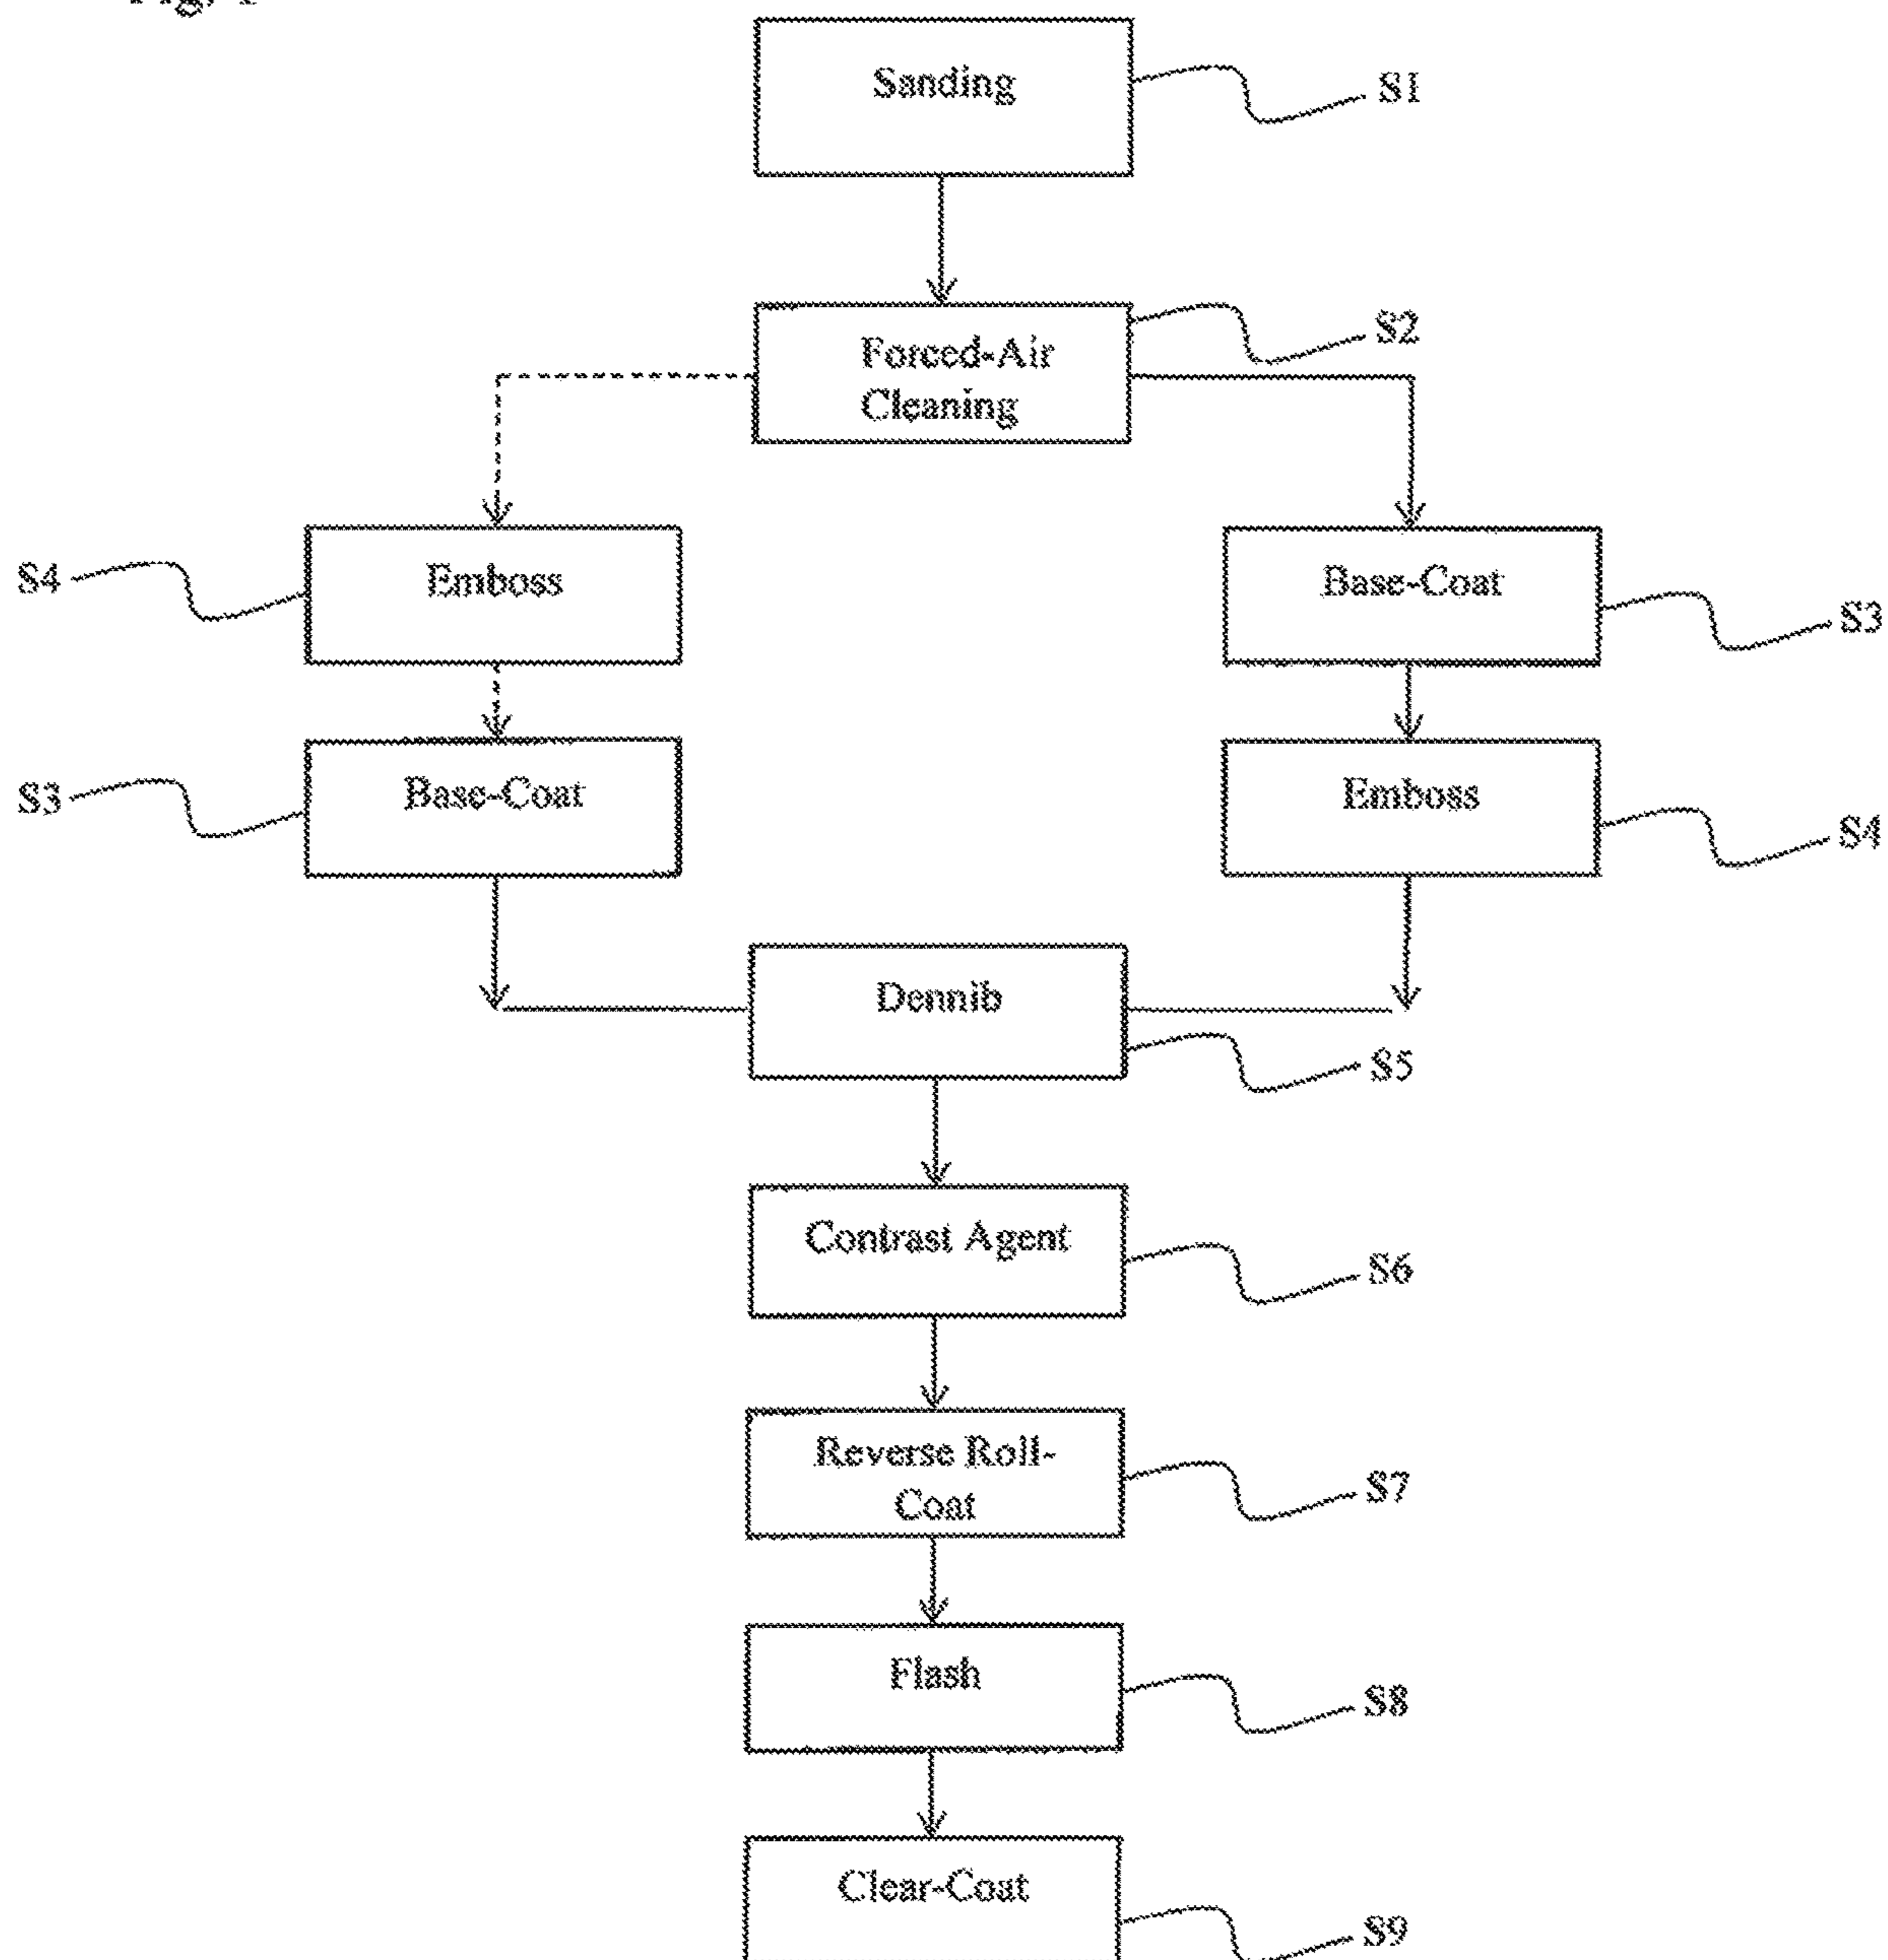 Sanding
S1
Forced-Air
Cleaning
S2
S4
Emboss
Base-Coat
S3
S3
Base-Coat
Emboss
S4
Dennib
S5
Contrast Agent
S6
Reverse Roll-
Coat
S7
Flash
S8
Clear-Coat
S9